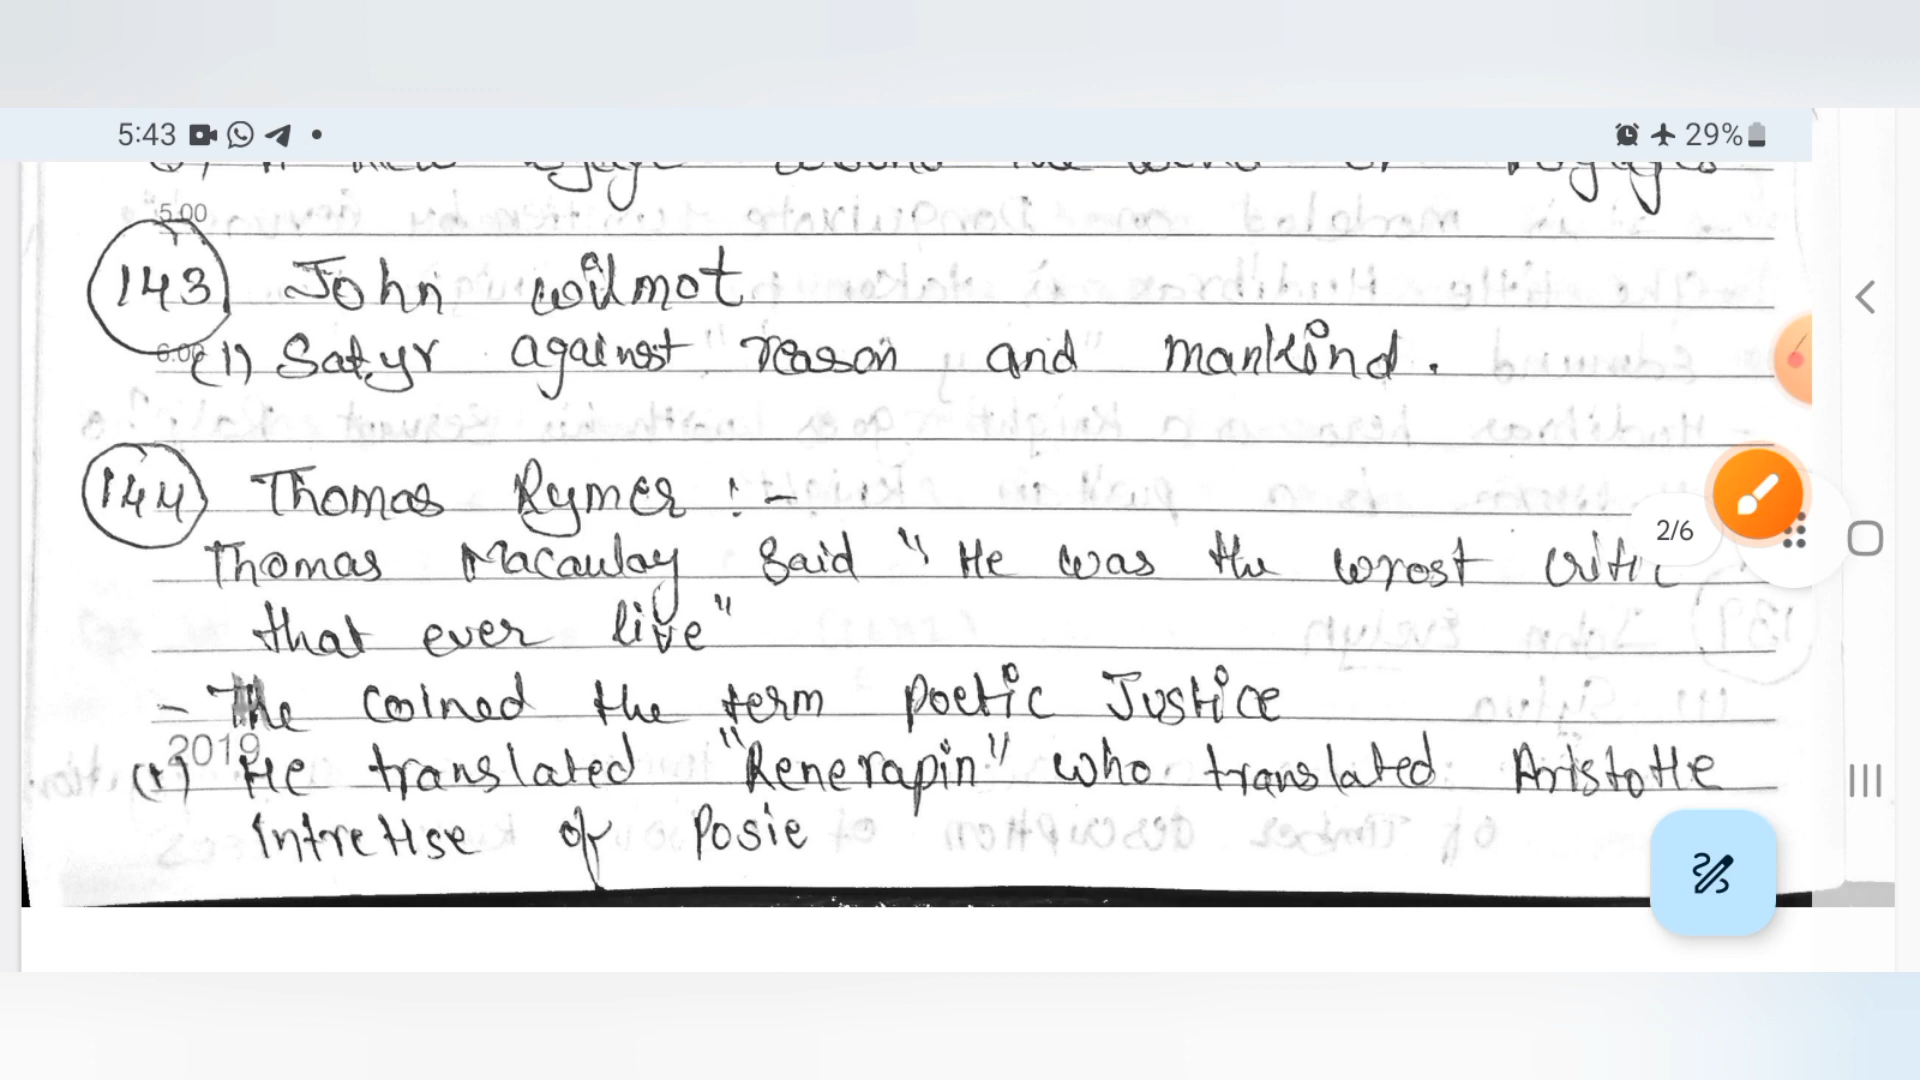 5:43
29%
5.00
143 John wilmot
6.00 (1) Satyr against reason and mankind.
144 Thomas Rymer :-
2/6
Thomas Macaulay Said "He was the wrost critic
that ever live"
- The coined the term poetic Justice
2019
(1) He translated "Renerapin" who translated Aristotle
intretise of Posie